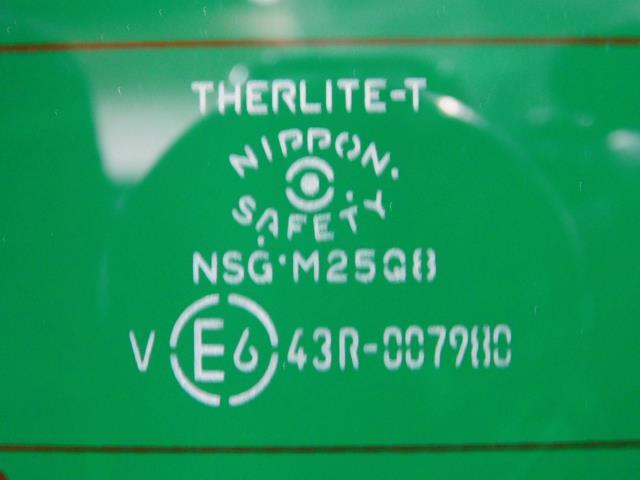 THERLITE-T
NIPPON.
SAFETY
NSG·M25Q8
V E6 43R-007980